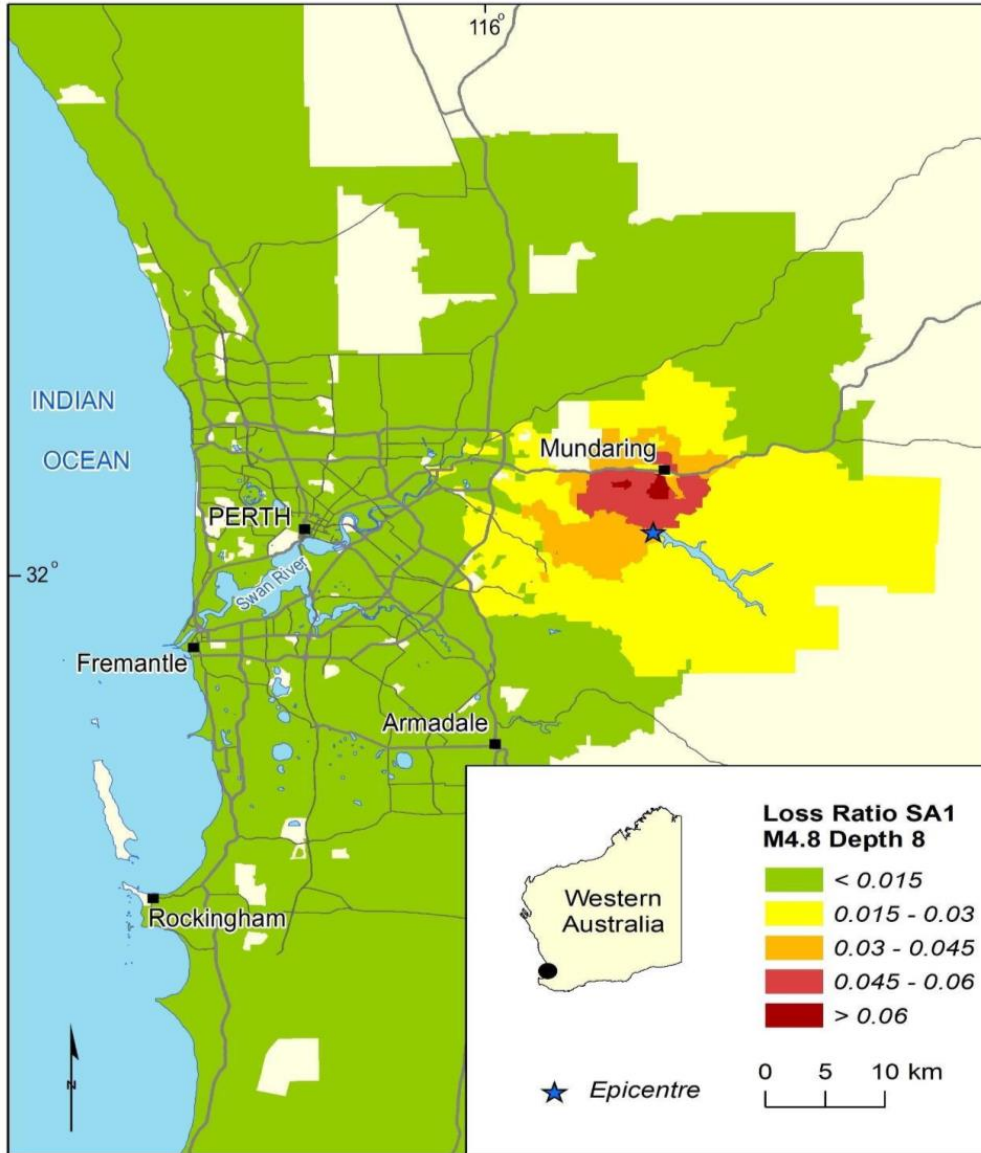 116°
INDIAN
OCEAN
Mundaring
PERTH
32°
Swan River
Fremantle
Armadale
Rockingham
N
Western
Australia
Loss Ratio SA1
M4.8 Depth 8
< 0.015
0.015 - 0.03
0.03 - 0.045
0.045 - 0.06
> 0.06
Epicentre
0 5 10 km